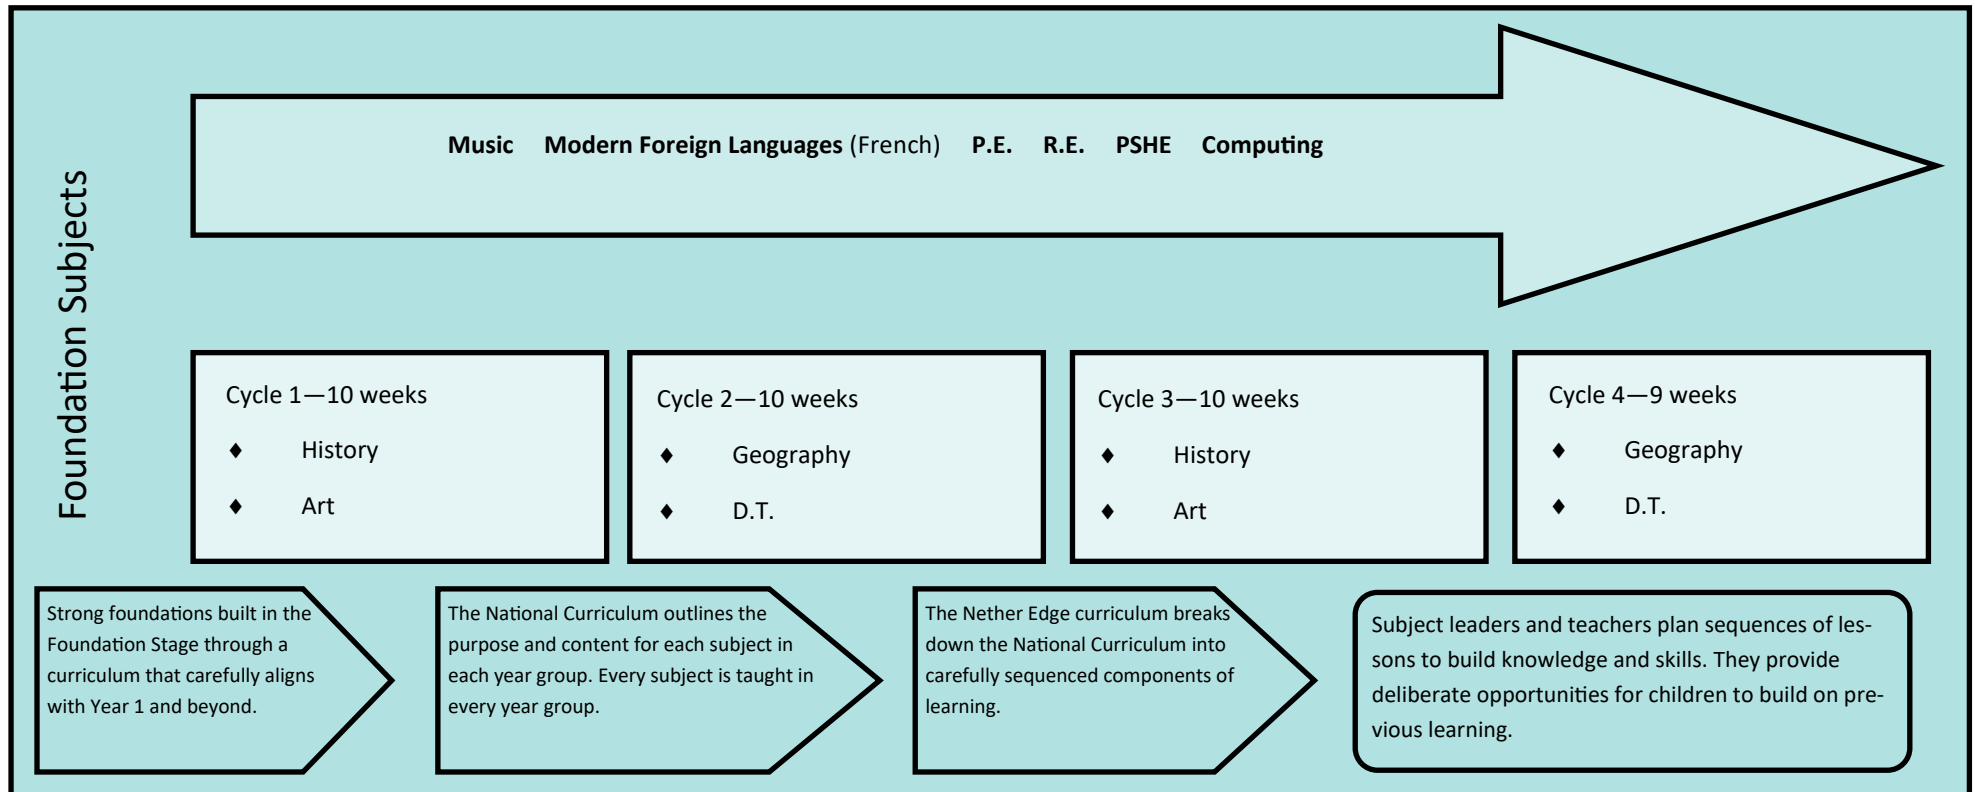 Foundation Subjects
Music Modern Foreign Languages (French) P.E. R.E. PSHE Computing
Cycle 1—10 weeks
♦ History
♦ Art
Cycle 2—10 weeks
♦ Geography
♦ D.T.
Cycle 3—10 weeks
♦ History
♦ Art
Cycle 4—9 weeks
♦ Geography
♦ D.T.
Strong foundations built in the
Foundation Stage through a
curriculum that carefully aligns
with Year 1 and beyond.
The National Curriculum outlines the
purpose and content for each subject in
each year group. Every subject is taught in
every year group.
The Nether Edge curriculum breaks
down the National Curriculum into
carefully sequenced components of
learning.
Subject leaders and teachers plan sequences of les-
sons to build knowledge and skills. They provide
deliberate opportunities for children to build on pre-
vious learning.